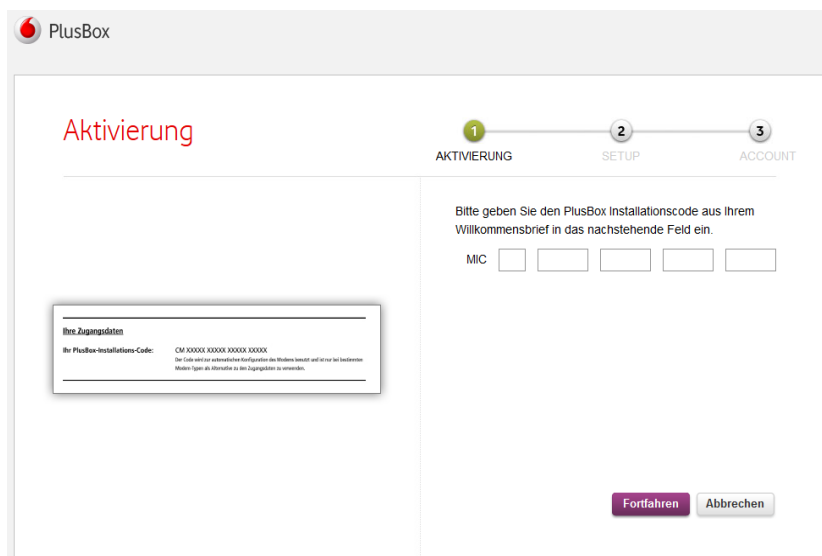 PlusBox
Aktivierung
1 2 3
AKTIVIERUNG SETUP ACCOUNT
Bitte geben Sie den PlusBox Installationscode aus Ihrem
Willkommensbrief in das nachstehende Feld ein.
MIC
Ihre Zugangsdaten
Ihr PlusBox-Installations-Code: CM XXXXX XXXXX XXXXX XXXXX
Der Code wird zur automatischen Konfiguration des Modems benutzt und ist nur bei bestimmten
Modem-Typen als Alternative zu den Zugangsdaten zu verwenden.
Fortfahren Abbrechen